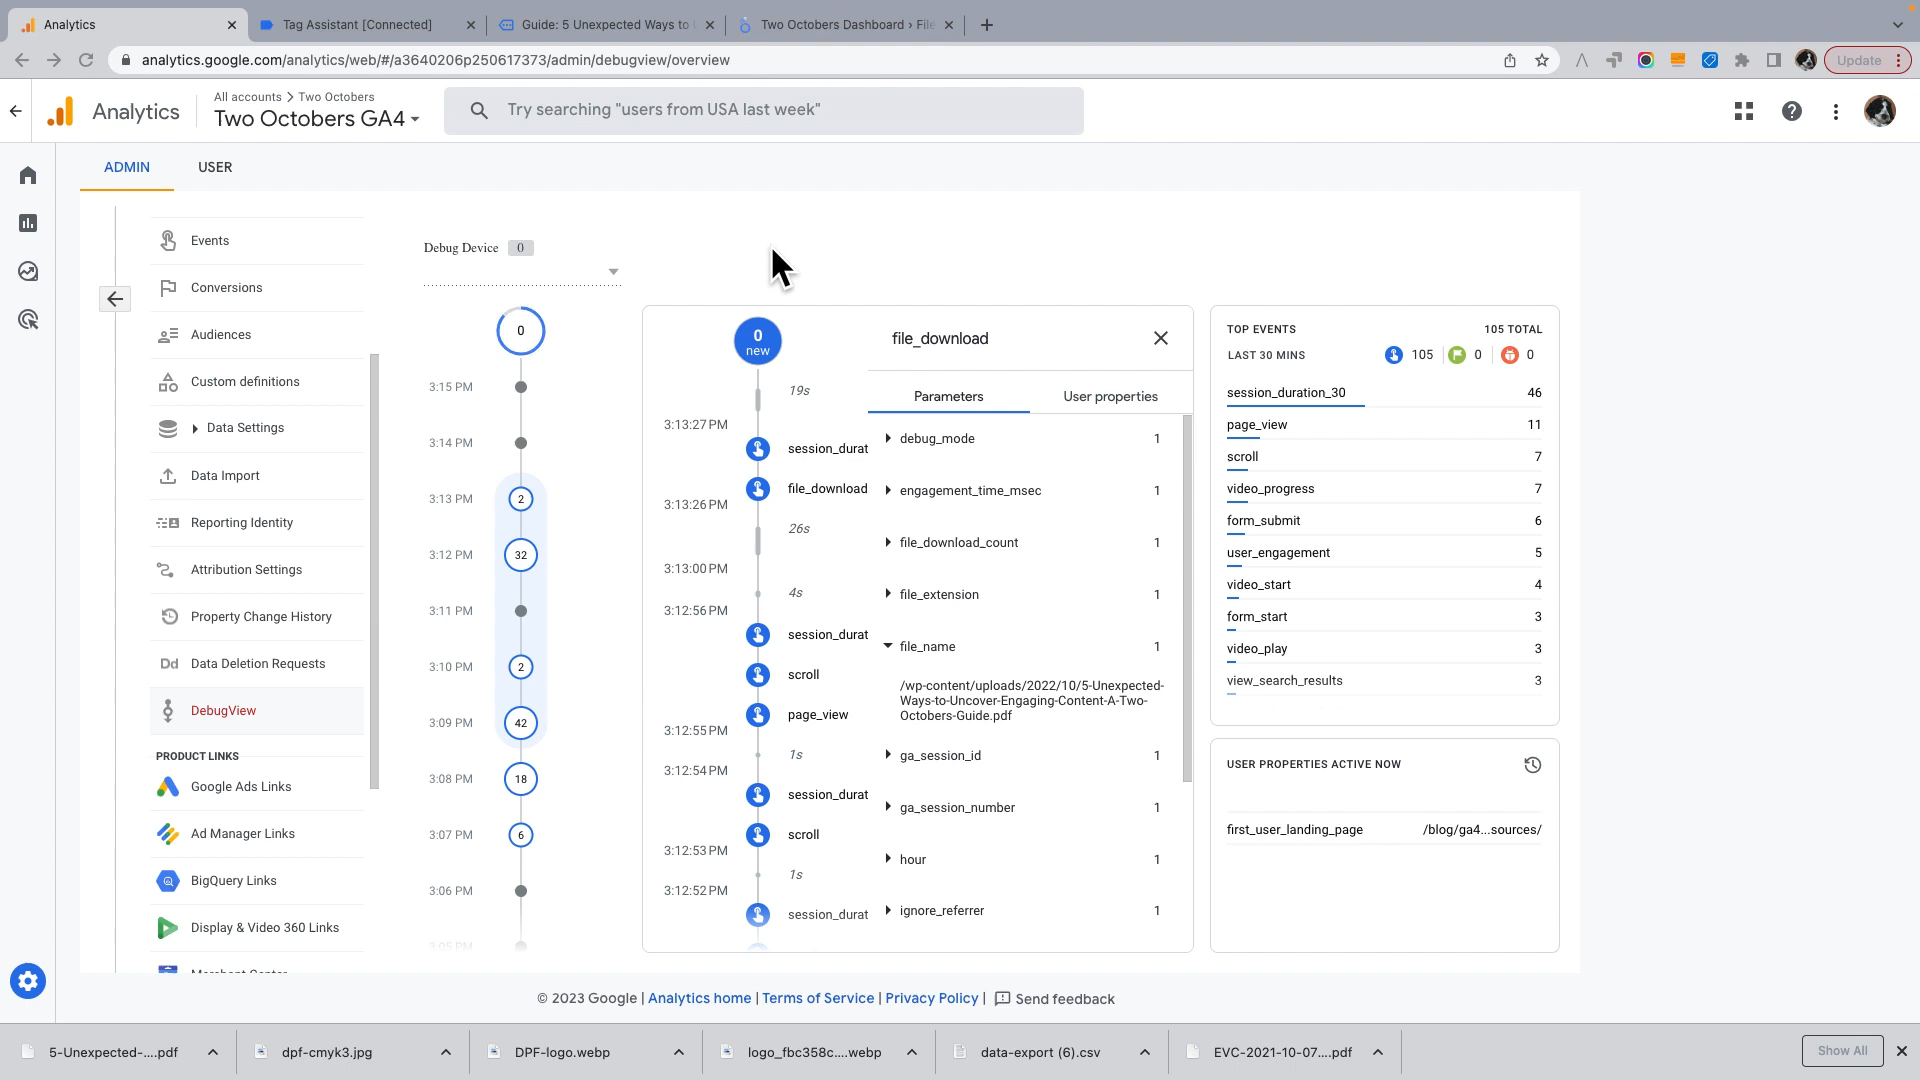 Analytics
Tag Assistant [Connected]
Guide: 5 Unexpected Ways to
Two Octobers Dashboard › File
analytics.google.com/analytics/web/#/a3640206p250617373/admin/debugview/overview
Update
Analytics
All accounts > Two Octobers
Two Octobers GA4
Try searching "users from USA last week"
ADMIN
USER
Events
Conversions
Audiences
Custom definitions
Data Settings
Data Import
Reporting Identity
Attribution Settings
Property Change History
Dd Data Deletion Requests
DebugView
PRODUCT LINKS
Google Ads Links
Ad Manager Links
BigQuery Links
Display & Video 360 Links
Debug Device 0
0
3:15 PM
3:14 PM
3:13 PM 2
3:12 PM 32
3:11 PM
3:10 PM 2
3:09 PM 42
3:08 PM 18
3:07 PM 6
3:06 PM
3:05 PM
0
new
19s
3:13:27 PM
session_durat
file_download
3:13:26 PM
26s
3:13:00 PM
4s
3:12:56 PM
session_durat
scroll
page_view
3:12:55 PM
1s
3:12:54 PM
session_durat
scroll
3:12:53 PM
1s
3:12:52 PM
session_durat
file_download
Parameters
User properties
debug_mode 1
engagement_time_msec 1
file_download_count 1
file_extension 1
file_name 1
/wp-content/uploads/2022/10/5-Unexpected-
Ways-to-Uncover-Engaging-Content-A-Two-
Octobers-Guide.pdf
ga_session_id 1
ga_session_number 1
hour 1
ignore_referrer 1
TOP EVENTS 105 TOTAL
LAST 30 MINS 105 0 0
session_duration_30 46
page_view 11
scroll 7
video_progress 7
form_submit 6
user_engagement 5
video_start 4
form_start 3
video_play 3
view_search_results 3
USER PROPERTIES ACTIVE NOW
first_user_landing_page /blog/ga4...sources/
© 2023 Google | Analytics home | Terms of Service | Privacy Policy | Send feedback
5-Unexpected-....pdf
dpf-cmyk3.jpg
DPF-logo.webp
logo_fbc358c....webp
data-export (6).csv
EVC-2021-10-07....pdf
Show All